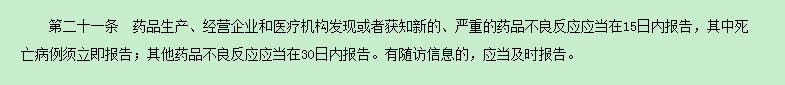 第二十一条　药品生产、经营企业和医疗机构发现或者获知新的、严重的药品不良反应应当在15日内报告，其中死
亡病例须立即报告；其他药品不良反应应当在30日内报告。有随访信息的，应当及时报告。